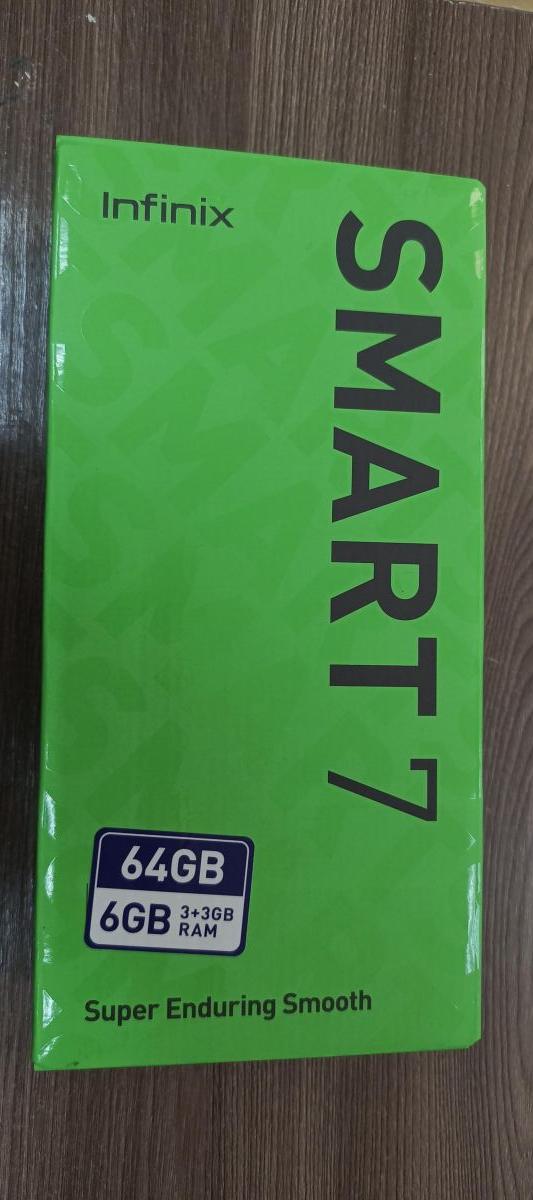 Infinix
SMART 7
64GB
6GB 3+3GB RAM
Super Enduring Smooth